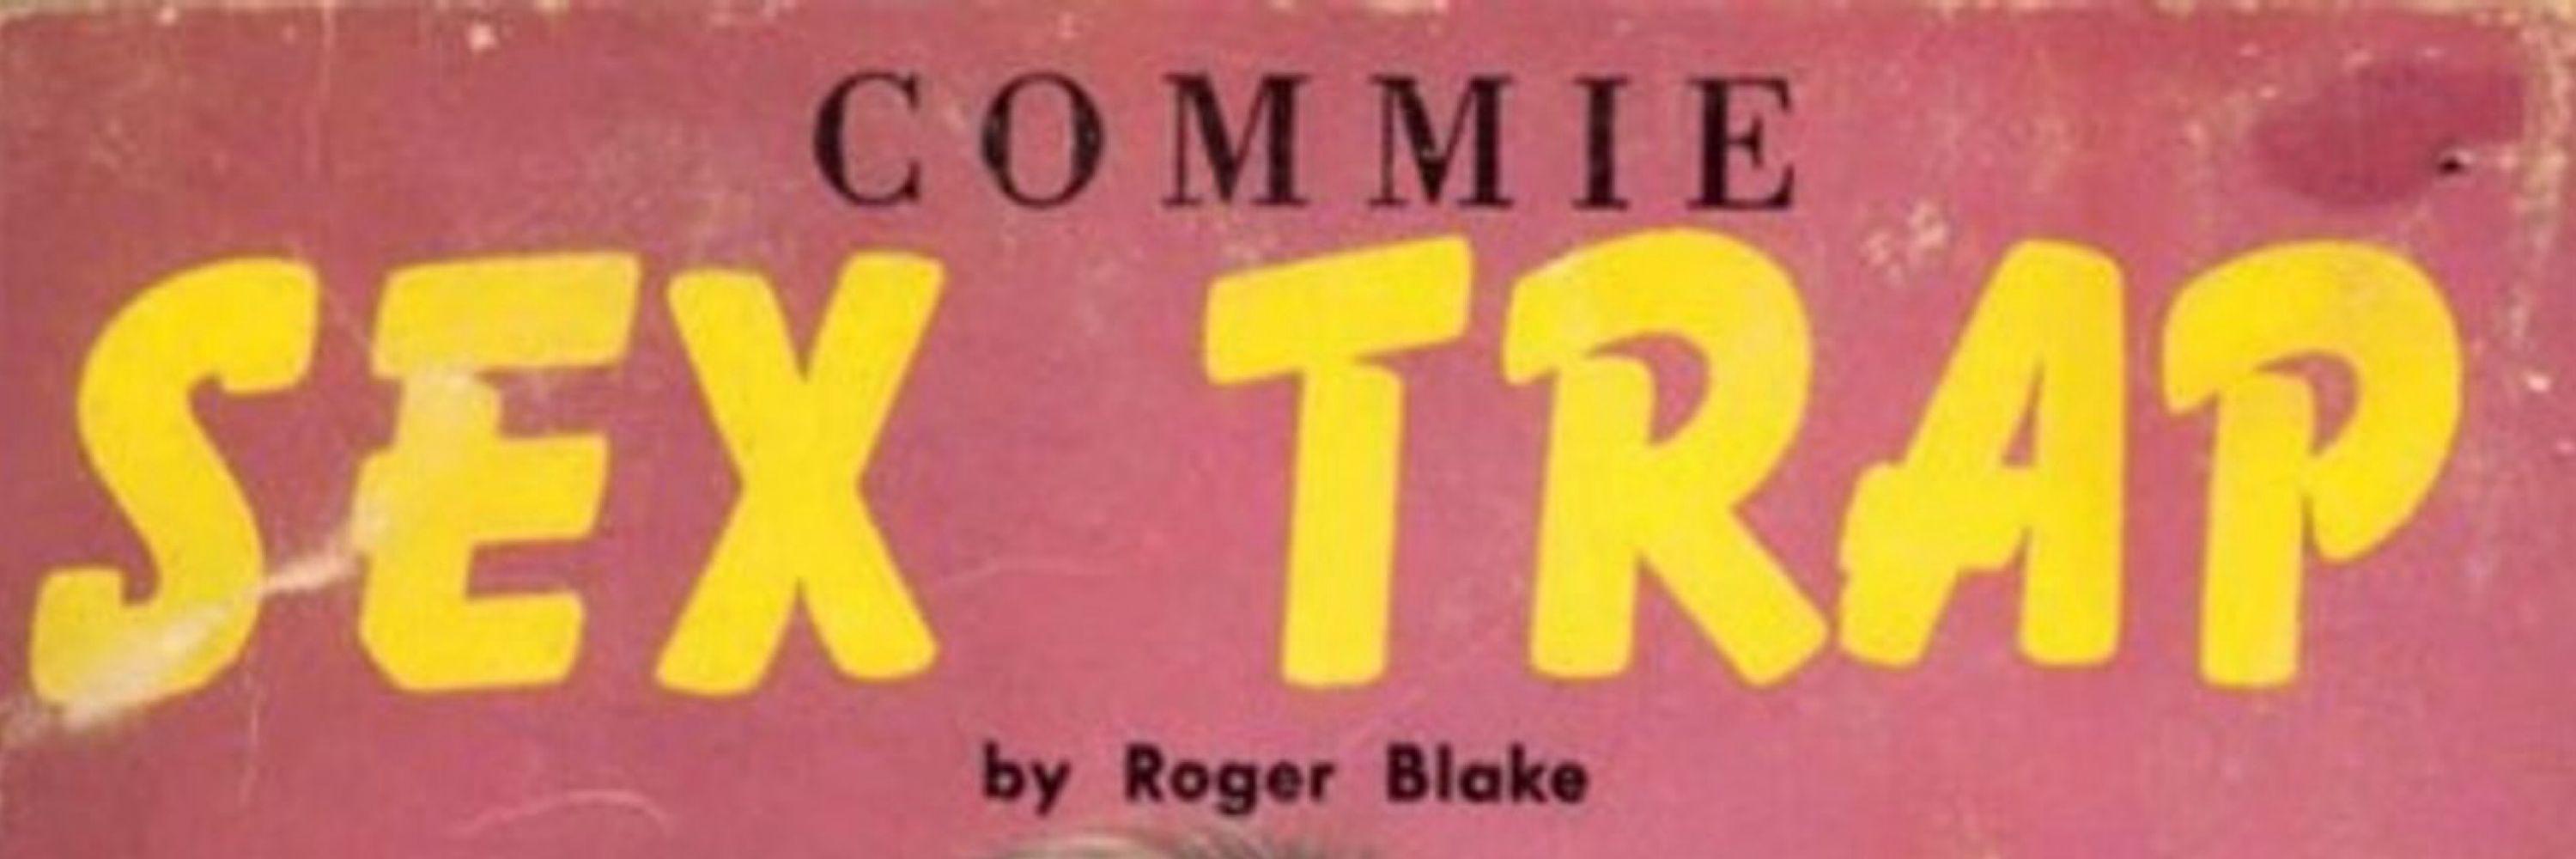 COMMIE
SEX TRAP
by Roger Blake